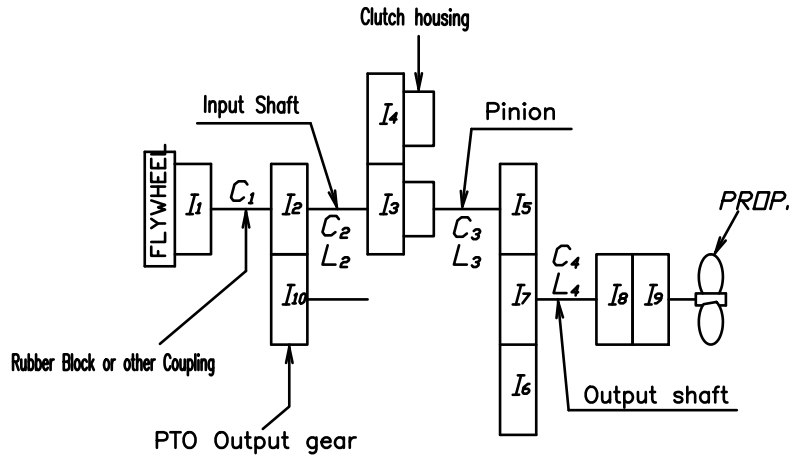 Clutch housing
Input Shaft
Pinion
FLYWHEEL
I1
C1
I2
C2
L2
I4
I3
C3
L3
I5
PROP.
C4
L4
I10
I7
I8
I9
I6
Rubber Block or other Coupling
Output shaft
PTO Output gear